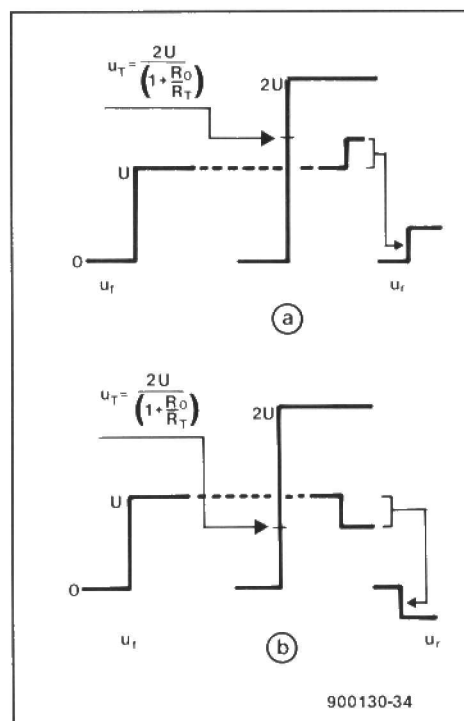 u_T = 2U / (1 + R_O / R_T)
2U
U
0
u_f
u_r
a
u_T = 2U / (1 + R_O / R_T)
2U
U
0
u_f
u_r
b
900130-34